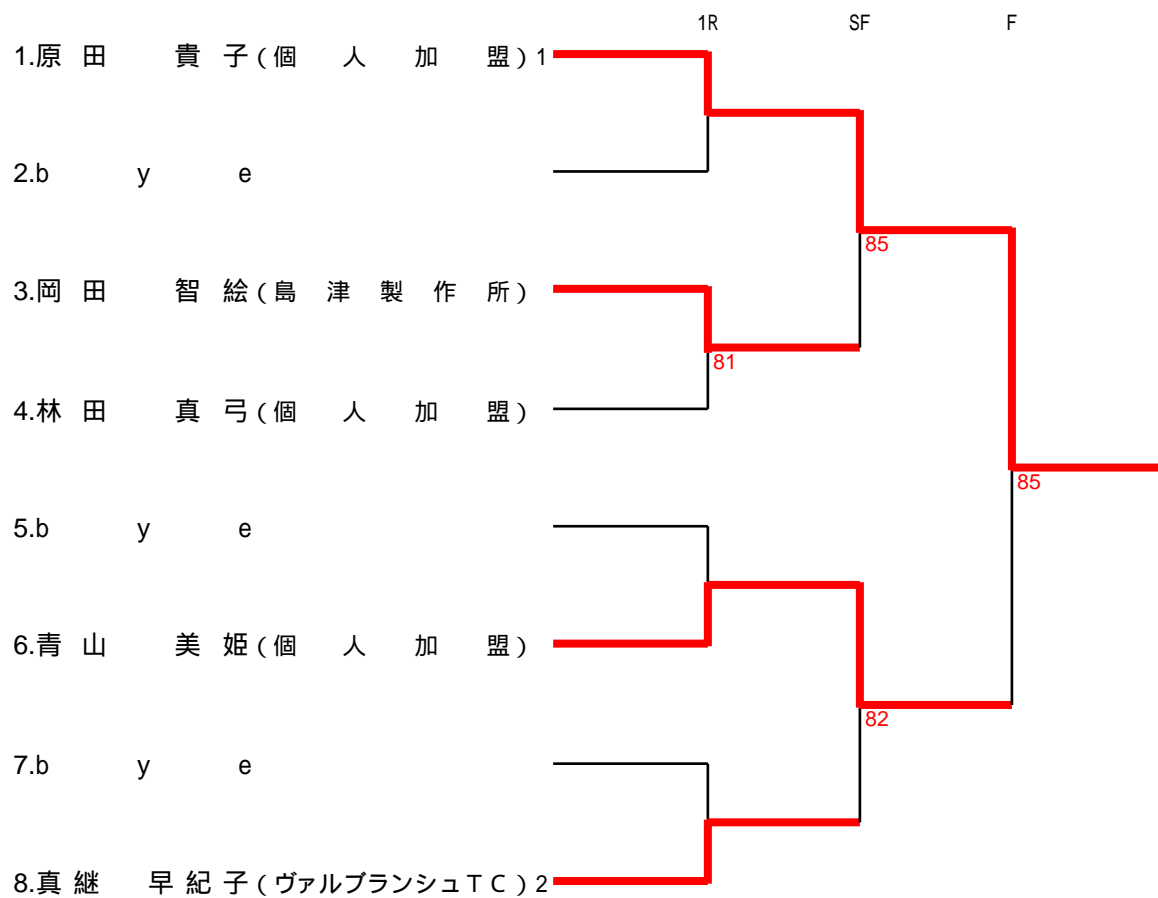 1R SF F
1.原田 貴子(個人加盟)1
2.bye
85
3.岡田 智絵(島津製作所)
81
4.林田 真弓(個人加盟)
85
5.bye
6.青山 美姫(個人加盟)
82
7.bye
8.真継 早紀子(ヴァルブランシュTC)2